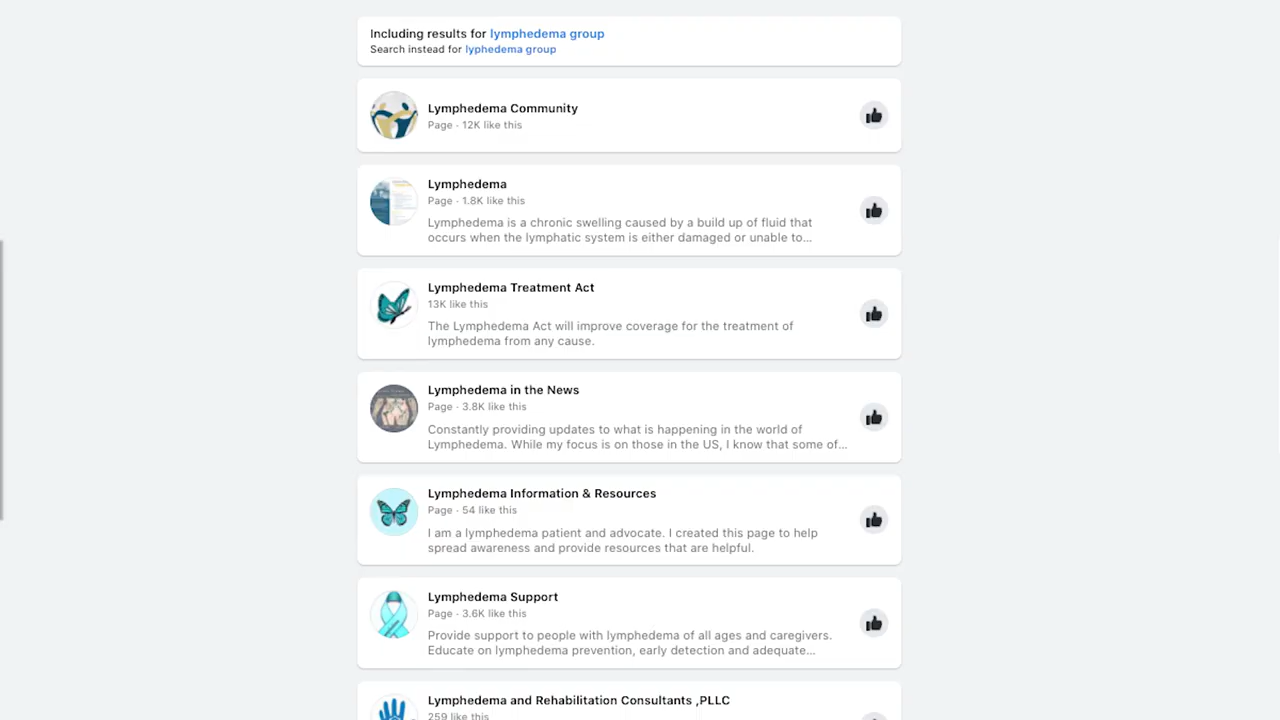 Including results for lymphedema group
Search instead for lyphedema group
Lymphedema Community
Page · 12K like this
Lymphedema
Page · 1.8K like this
Lymphedema is a chronic swelling caused by a build up of fluid that
occurs when the lymphatic system is either damaged or unable to...
Lymphedema Treatment Act
13K like this
The Lymphedema Act will improve coverage for the treatment of
lymphedema from any cause.
Lymphedema in the News
Page · 3.8K like this
Constantly providing updates to what is happening in the world of
Lymphedema. While my focus is on those in the US, I know that some of...
Lymphedema Information & Resources
Page · 54 like this
I am a lymphedema patient and advocate. I created this page to help
spread awareness and provide resources that are helpful.
Lymphedema Support
Page · 3.6K like this
Provide support to people with lymphedema of all ages and caregivers.
Educate on lymphedema prevention, early detection and adequate...
Lymphedema and Rehabilitation Consultants ,PLLC
259 like this